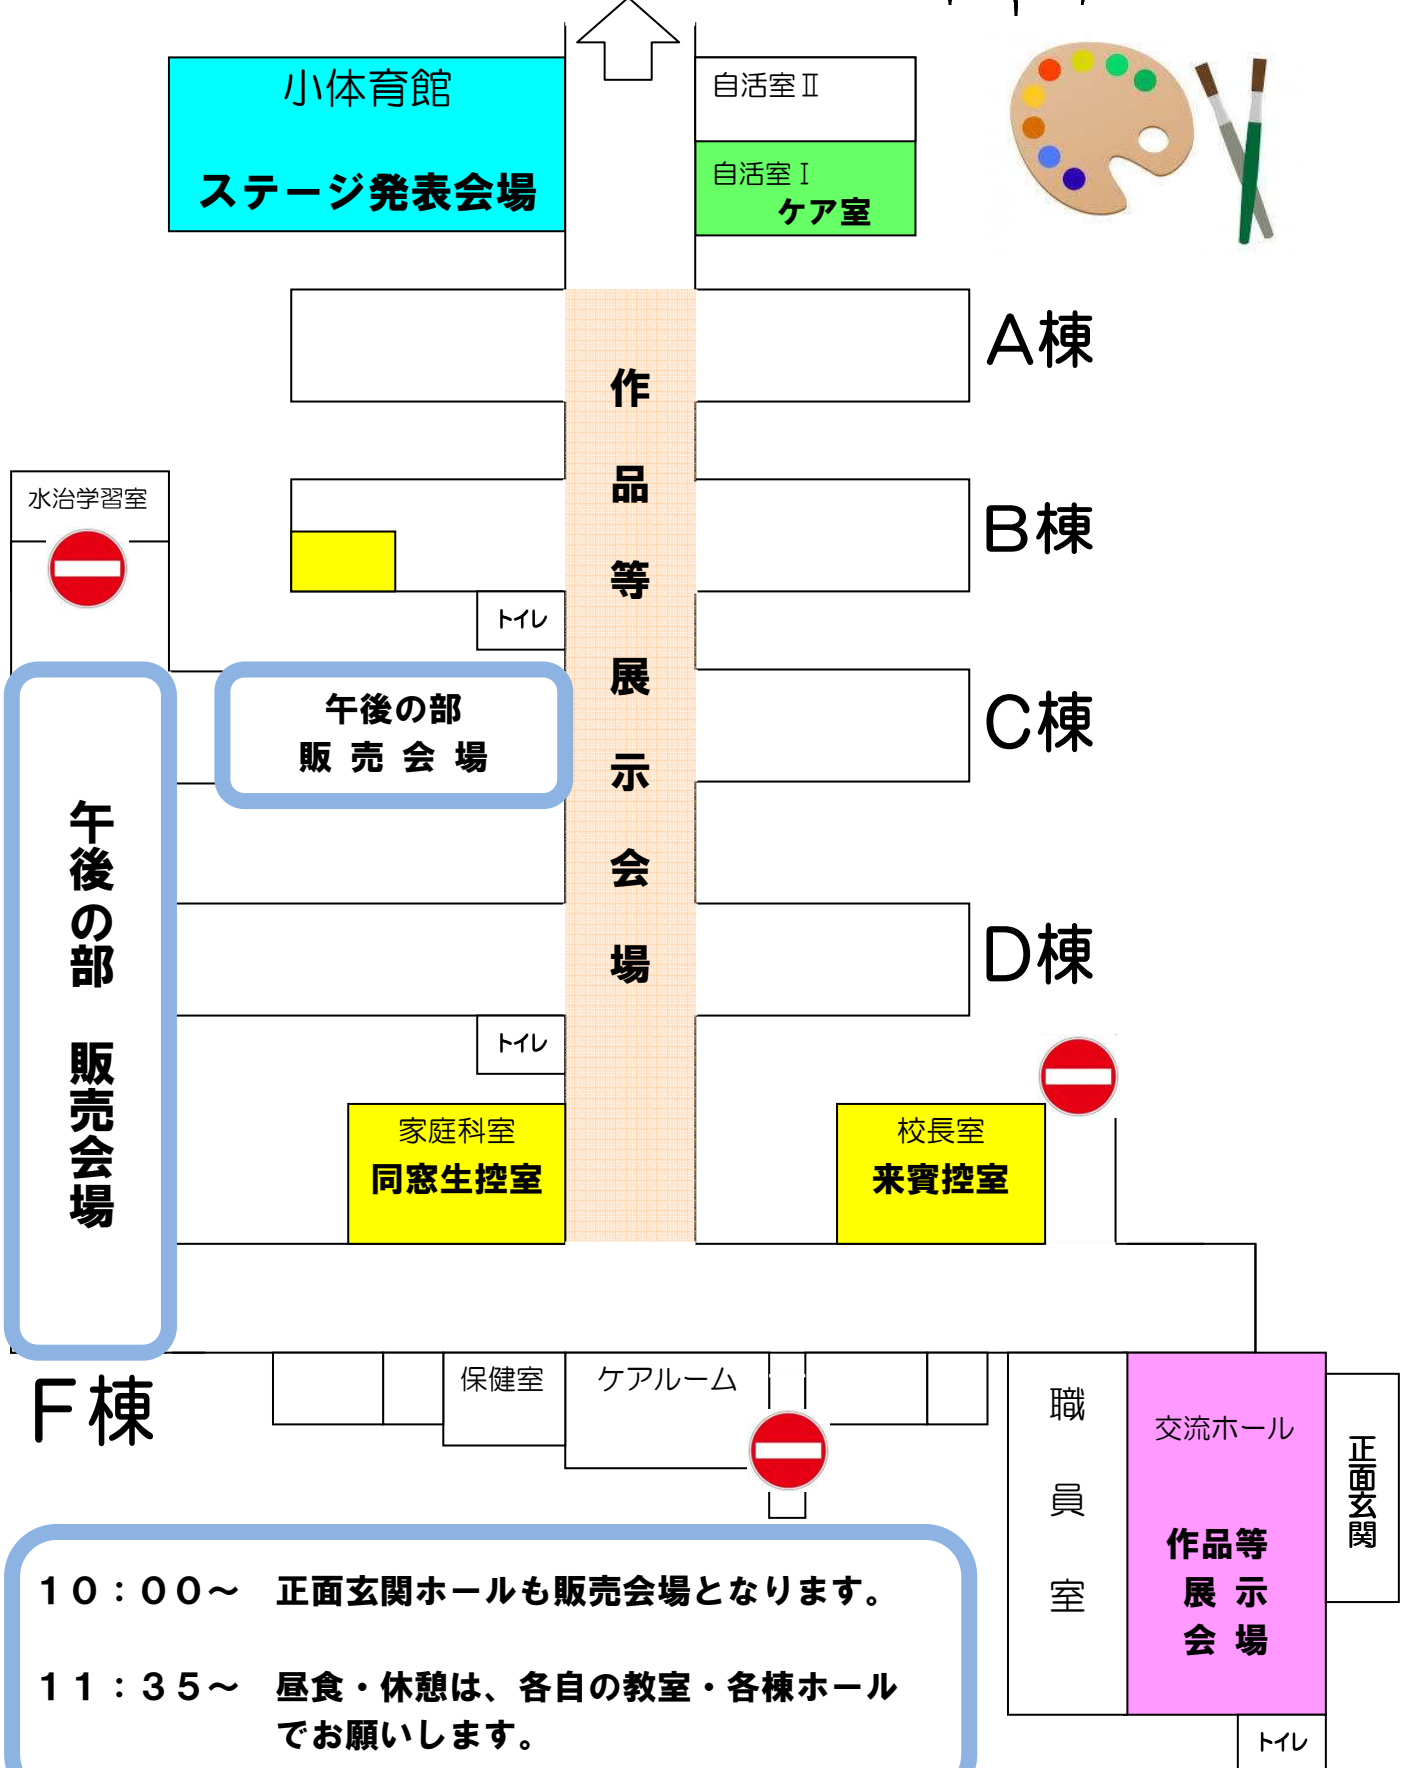 小体育館
ステージ発表会場
自活室Ⅱ
自活室Ⅰ
ケア室
A棟
作品等展示会場
水治学習室
B棟
トイレ
午後の部
販売会場
C棟
午後の部 販売会場
D棟
トイレ
家庭科室
同窓生控室
校長室
来賓控室
F棟
保健室
ケアルーム
職員室
交流ホール
作品等
展示
会場
正面玄関
トイレ
10:00～ 正面玄関ホールも販売会場となります。
11:35～ 昼食・休憩は、各自の教室・各棟ホール
でお願いします。